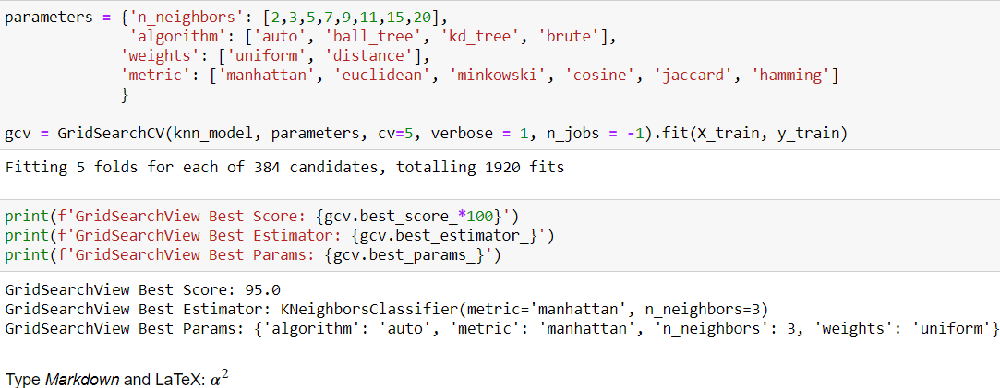 parameters = {'n_neighbors': [2,3,5,7,9,11,15,20],
              'algorithm': ['auto', 'ball_tree', 'kd_tree', 'brute'],
             'weights': ['uniform', 'distance'],
             'metric': ['manhattan', 'euclidean', 'minkowski', 'cosine', 'jaccard', 'hamming']
             }
gcv = GridSearchCV(knn_model, parameters, cv=5, verbose = 1, n_jobs = -1).fit(X_train, y_train)
Fitting 5 folds for each of 384 candidates, totalling 1920 fits
print(f'GridSearchView Best Score: {gcv.best_score_*100}')
print(f'GridSearchView Best Estimator: {gcv.best_estimator_}')
print(f'GridSearchView Best Params: {gcv.best_params_}')
GridSearchView Best Score: 95.0
GridSearchView Best Estimator: KNeighborsClassifier(metric='manhattan', n_neighbors=3)
GridSearchView Best Params: {'algorithm': 'auto', 'metric': 'manhattan', 'n_neighbors': 3, 'weights': 'uniform'}
Type Markdown and LaTeX: α²